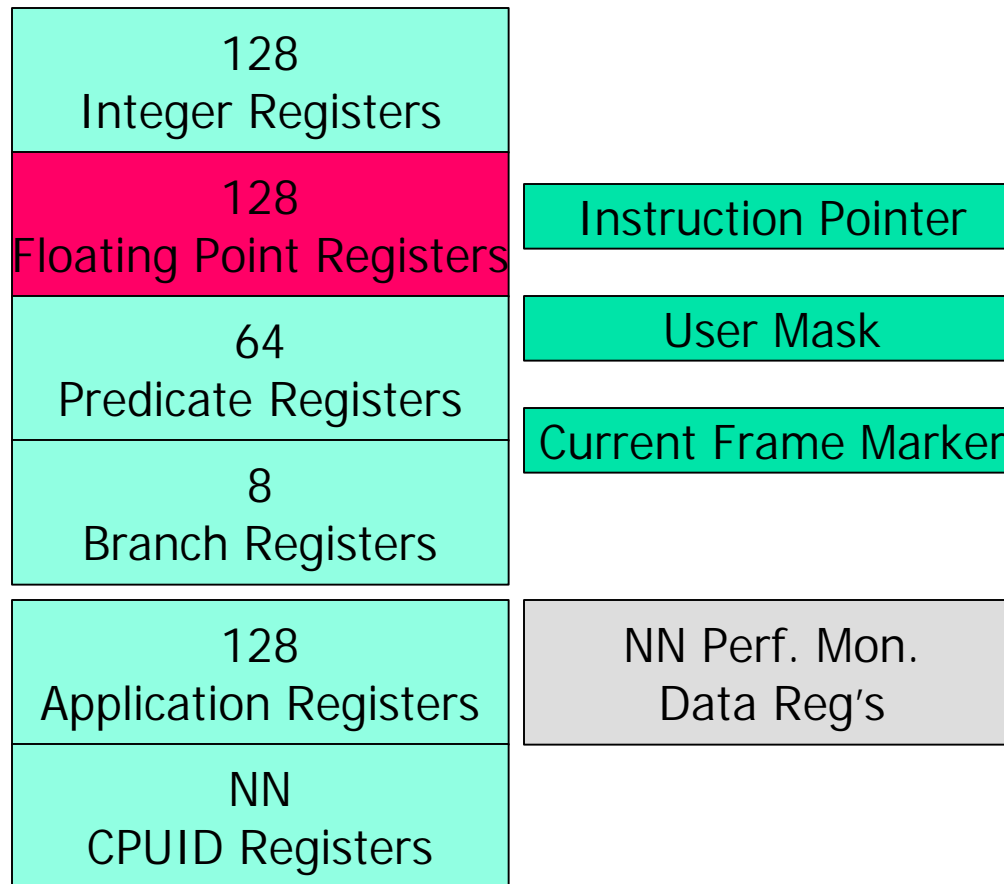 128
Integer Registers
128
Floating Point Registers
64
Predicate Registers
8
Branch Registers
128
Application Registers
NN
CPUID Registers
Instruction Pointer
User Mask
Current Frame Marker
NN Perf. Mon.
Data Reg's